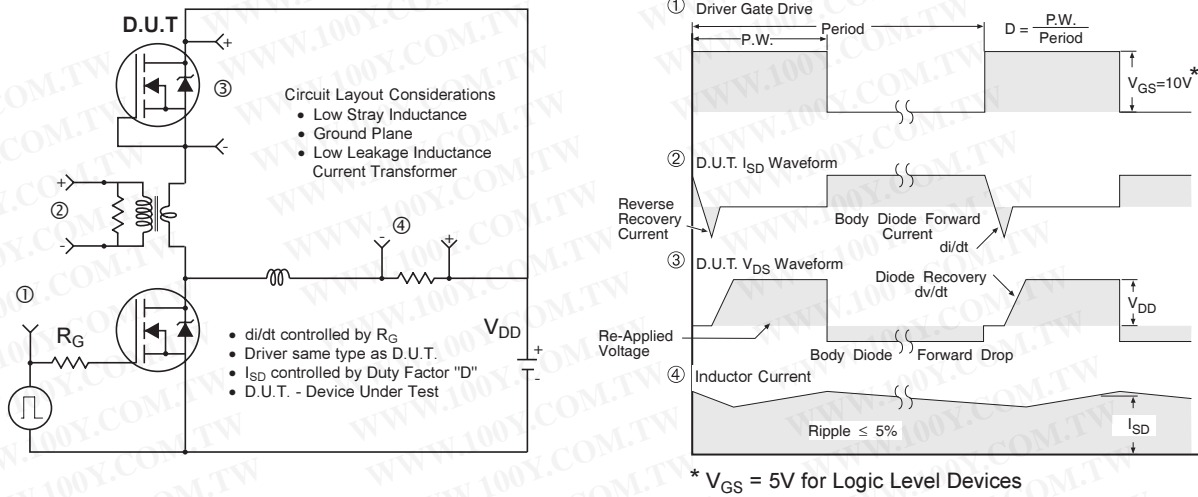 D.U.T
+
③
-
Circuit Layout Considerations
• Low Stray Inductance
• Ground Plane
• Low Leakage Inductance
Current Transformer
+
②
-
④
-
+
①
R_G
V_DD
+
-
• di/dt controlled by R_G
• Driver same type as D.U.T.
• I_SD controlled by Duty Factor "D"
• D.U.T. - Device Under Test
① Driver Gate Drive
P.W.
Period
D = P.W.
Period
V_GS=10V*
② D.U.T. I_SD Waveform
Reverse
Recovery
Current
Body Diode Forward
Current
di/dt
③ D.U.T. V_DS Waveform
Diode Recovery
dv/dt
V_DD
Re-Applied
Voltage
Body Diode Forward Drop
④ Inductor Current
Ripple ≤ 5%
I_SD
* V_GS = 5V for Logic Level Devices
WWW.100Y.COM.TW